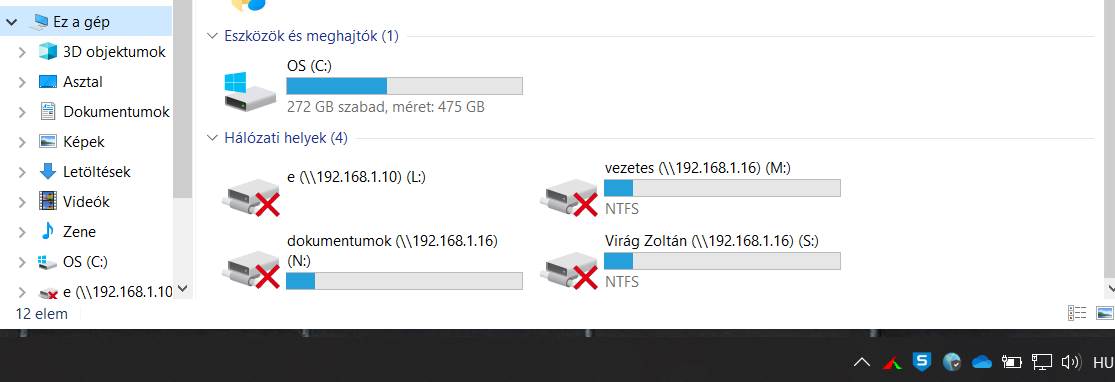 Ez a gép
3D objektumok
Asztal
Dokumentumok
Képek
Letöltések
Videók
Zene
OS (C:)
e (\\192.168.1.10
12 elem
Eszközök és meghajtók (1)
OS (C:)
272 GB szabad, méret: 475 GB
Hálózati helyek (4)
e (\\192.168.1.10) (L:)
vezetes (\\192.168.1.16) (M:)
NTFS
dokumentumok (\\192.168.1.16)
(N:)
Virág Zoltán (\\192.168.1.16) (S:)
NTFS
S
HU